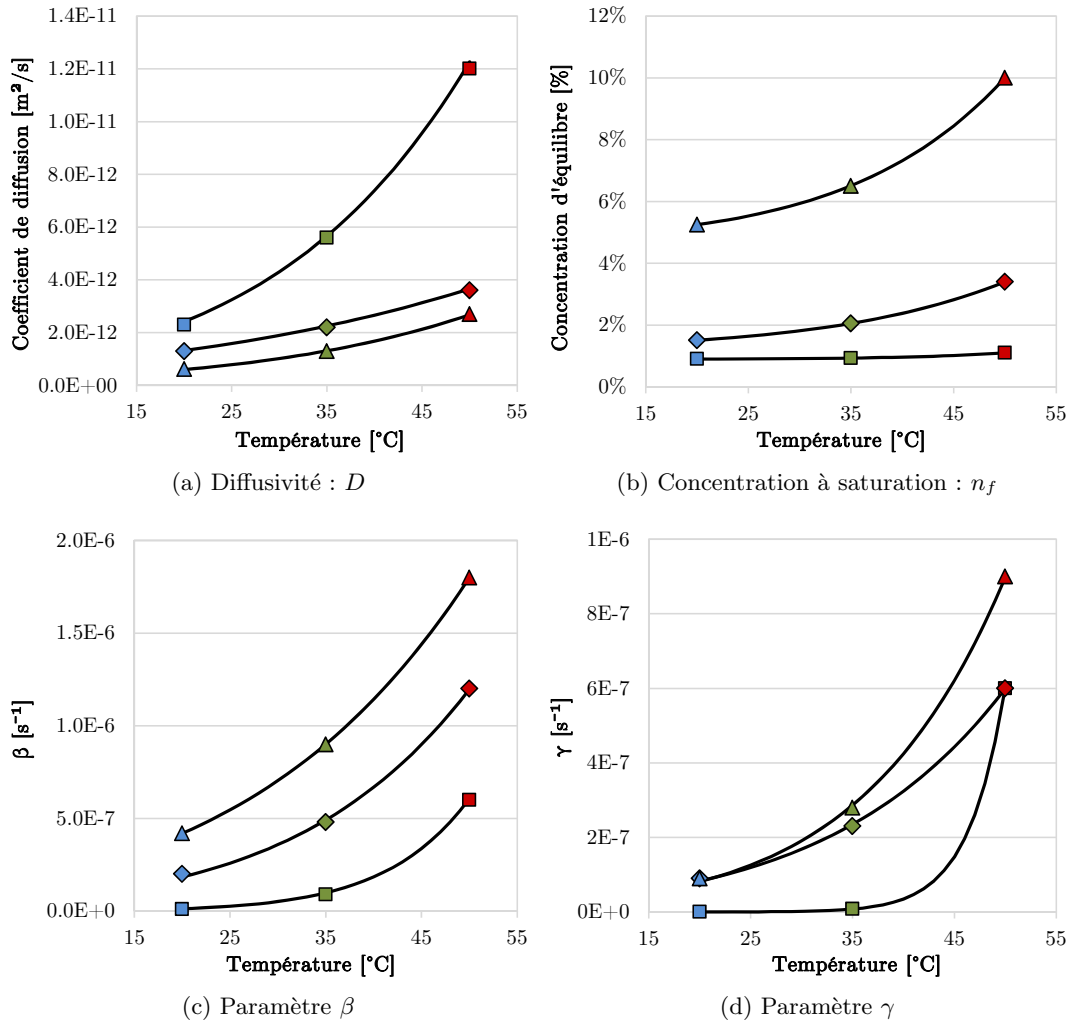 1.4E-11
1.2E-11
1.0E-11
8.0E-12
6.0E-12
4.0E-12
2.0E-12
0.0E+00
15 25 35 45 55
Coefficient de diffusion [m²/s]
Température [°C]
(a) Diffusivité : D
12%
10%
8%
6%
4%
2%
0%
15 25 35 45 55
Concentration d'équilibre [%]
Température [°C]
(b) Concentration à saturation : n_f
2.0E-6
1.5E-6
1.0E-6
5.0E-7
0.0E+0
15 25 35 45 55
β [s⁻¹]
Température [°C]
(c) Paramètre β
1E-6
8E-7
6E-7
4E-7
2E-7
0E+0
15 25 35 45 55
γ [s⁻¹]
Température [°C]
(d) Paramètre γ